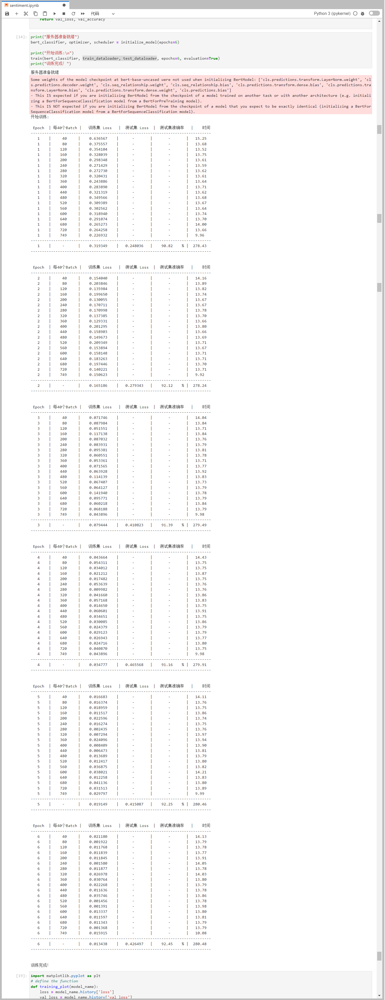 sentiment.ipynb
代码
Python 3 (ipykernel)
return val_loss, val_accuracy
[14]:
print("服务器准备就绪")
bert_classifier, optimizer, scheduler = initialize_model(epochs=6)
print("开始训练:\n")
train(bert_classifier, train_dataloader, test_dataloader, epochs=6, evaluation=True)
print("训练完成! ")
服务器准备就绪
Some weights of the model checkpoint at bert-base-uncased were not used when initializing BertModel: ['cls.predictions.transform.LayerNorm.weight', 'cl
s.predictions.decoder.weight', 'cls.seq_relationship.weight', 'cls.seq_relationship.bias', 'cls.predictions.transform.dense.bias', 'cls.predictions.tra
nsform.LayerNorm.bias', 'cls.predictions.transform.dense.weight', 'cls.predictions.bias']
- This IS expected if you are initializing BertModel from the checkpoint of a model trained on another task or with another architecture (e.g. initiali
zing a BertForSequenceClassification model from a BertForPreTraining model).
- This IS NOT expected if you are initializing BertModel from the checkpoint of a model that you expect to be exactly identical (initializing a BertFor
SequenceClassification model from a BertForSequenceClassification model).
开始训练:
Epoch | 每40个Batch | 训练集 Loss | 测试集 Loss | 测试集准确率 | 时间
--------------------------------------------------------------------------------
1 | 40 | 0.636567 | - | - | 15.25
1 | 80 | 0.375557 | - | - | 13.68
1 | 120 | 0.354104 | - | - | 13.52
1 | 160 | 0.328039 | - | - | 13.75
1 | 200 | 0.298348 | - | - | 13.61
1 | 240 | 0.271429 | - | - | 13.59
1 | 280 | 0.272730 | - | - | 13.62
1 | 320 | 0.320431 | - | - | 13.61
1 | 360 | 0.243886 | - | - | 13.64
1 | 400 | 0.283890 | - | - | 13.71
1 | 440 | 0.321319 | - | - | 13.62
1 | 480 | 0.349566 | - | - | 13.68
1 | 520 | 0.309389 | - | - | 13.67
1 | 560 | 0.302562 | - | - | 13.64
1 | 600 | 0.318940 | - | - | 13.74
1 | 640 | 0.291074 | - | - | 13.70
1 | 680 | 0.265273 | - | - | 14.00
1 | 720 | 0.264258 | - | - | 13.66
1 | 749 | 0.226932 | - | - | 9.96
--------------------------------------------------------------------------------
1 | - | 0.319349 | 0.248036 | 90.82 % | 278.43
--------------------------------------------------------------------------------
Epoch | 每40个Batch | 训练集 Loss | 测试集 Loss | 测试集准确率 | 时间
--------------------------------------------------------------------------------
2 | 40 | 0.154040 | - | - | 14.16
2 | 80 | 0.203846 | - | - | 13.89
2 | 120 | 0.135984 | - | - | 13.82
2 | 160 | 0.199650 | - | - | 13.74
2 | 200 | 0.130055 | - | - | 13.67
2 | 240 | 0.170711 | - | - | 13.67
2 | 280 | 0.170998 | - | - | 13.78
2 | 320 | 0.137385 | - | - | 13.70
2 | 360 | 0.129331 | - | - | 13.66
2 | 400 | 0.201295 | - | - | 13.80
2 | 440 | 0.158903 | - | - | 13.66
2 | 480 | 0.149673 | - | - | 13.69
2 | 520 | 0.209349 | - | - | 13.71
2 | 560 | 0.153894 | - | - | 13.67
2 | 600 | 0.158148 | - | - | 13.71
2 | 640 | 0.183263 | - | - | 13.71
2 | 680 | 0.197446 | - | - | 13.70
2 | 720 | 0.140221 | - | - | 13.71
2 | 749 | 0.150623 | - | - | 9.92
--------------------------------------------------------------------------------
2 | - | 0.165186 | 0.279343 | 92.12 % | 278.24
--------------------------------------------------------------------------------
Epoch | 每40个Batch | 训练集 Loss | 测试集 Loss | 测试集准确率 | 时间
--------------------------------------------------------------------------------
3 | 40 | 0.071746 | - | - | 14.04
3 | 80 | 0.087984 | - | - | 13.84
3 | 120 | 0.051551 | - | - | 13.71
3 | 160 | 0.117138 | - | - | 13.84
3 | 200 | 0.087032 | - | - | 13.76
3 | 240 | 0.083931 | - | - | 13.79
3 | 280 | 0.095381 | - | - | 13.81
3 | 320 | 0.060551 | - | - | 13.78
3 | 360 | 0.053361 | - | - | 13.71
3 | 400 | 0.071565 | - | - | 13.77
3 | 440 | 0.063928 | - | - | 13.92
3 | 480 | 0.114139 | - | - | 13.83
3 | 520 | 0.067407 | - | - | 13.73
3 | 560 | 0.064127 | - | - | 13.79
3 | 600 | 0.141940 | - | - | 13.78
3 | 640 | 0.095771 | - | - | 13.79
3 | 680 | 0.060218 | - | - | 13.84
3 | 720 | 0.068188 | - | - | 13.79
3 | 749 | 0.043896 | - | - | 9.98
--------------------------------------------------------------------------------
3 | - | 0.079444 | 0.410823 | 91.39 % | 279.49
--------------------------------------------------------------------------------
Epoch | 每40个Batch | 训练集 Loss | 测试集 Loss | 测试集准确率 | 时间
--------------------------------------------------------------------------------
4 | 40 | 0.043664 | - | - | 14.43
4 | 80 | 0.054311 | - | - | 13.75
4 | 120 | 0.034012 | - | - | 13.75
4 | 160 | 0.021212 | - | - | 13.87
4 | 200 | 0.017482 | - | - | 13.75
4 | 240 | 0.053639 | - | - | 13.76
4 | 280 | 0.009982 | - | - | 13.76
4 | 320 | 0.041660 | - | - | 13.86
4 | 360 | 0.057168 | - | - | 13.83
4 | 400 | 0.014650 | - | - | 13.75
4 | 440 | 0.060601 | - | - | 13.91
4 | 480 | 0.034651 | - | - | 13.75
4 | 520 | 0.030085 | - | - | 13.86
4 | 560 | 0.024379 | - | - | 13.79
4 | 600 | 0.029123 | - | - | 13.79
4 | 640 | 0.026943 | - | - | 13.77
4 | 680 | 0.024716 | - | - | 13.80
4 | 720 | 0.040870 | - | - | 13.75
4 | 749 | 0.043896 | - | - | 9.98
--------------------------------------------------------------------------------
4 | - | 0.034777 | 0.465568 | 91.16 % | 279.91
--------------------------------------------------------------------------------
Epoch | 每40个Batch | 训练集 Loss | 测试集 Loss | 测试集准确率 | 时间
--------------------------------------------------------------------------------
5 | 40 | 0.016683 | - | - | 14.11
5 | 80 | 0.016374 | - | - | 13.76
5 | 120 | 0.018959 | - | - | 13.75
5 | 160 | 0.011517 | - | - | 13.86
5 | 200 | 0.022596 | - | - | 13.74
5 | 240 | 0.016274 | - | - | 13.75
5 | 280 | 0.002435 | - | - | 13.76
5 | 320 | 0.007294 | - | - | 13.97
5 | 360 | 0.024096 | - | - | 13.94
5 | 400 | 0.008409 | - | - | 13.90
5 | 440 | 0.006473 | - | - | 13.81
5 | 480 | 0.013689 | - | - | 13.79
5 | 520 | 0.012417 | - | - | 13.80
5 | 560 | 0.036875 | - | - | 13.82
5 | 600 | 0.038021 | - | - | 14.21
5 | 640 | 0.012258 | - | - | 13.83
5 | 680 | 0.041136 | - | - | 13.80
5 | 720 | 0.031513 | - | - | 13.89
5 | 749 | 0.029797 | - | - | 9.99
--------------------------------------------------------------------------------
5 | - | 0.019149 | 0.415087 | 92.25 % | 280.46
--------------------------------------------------------------------------------
Epoch | 每40个Batch | 训练集 Loss | 测试集 Loss | 测试集准确率 | 时间
--------------------------------------------------------------------------------
6 | 40 | 0.021180 | - | - | 14.13
6 | 80 | 0.001922 | - | - | 13.79
6 | 120 | 0.011768 | - | - | 13.78
6 | 160 | 0.011839 | - | - | 13.77
6 | 200 | 0.011845 | - | - | 13.91
6 | 240 | 0.001580 | - | - | 14.05
6 | 280 | 0.011877 | - | - | 13.78
6 | 320 | 0.026978 | - | - | 14.03
6 | 360 | 0.030764 | - | - | 13.80
6 | 400 | 0.022268 | - | - | 13.79
6 | 440 | 0.011636 | - | - | 13.78
6 | 480 | 0.035746 | - | - | 13.86
6 | 520 | 0.001456 | - | - | 13.78
6 | 560 | 0.001391 | - | - | 13.98
6 | 600 | 0.013337 | - | - | 13.80
6 | 640 | 0.011597 | - | - | 13.81
6 | 680 | 0.011343 | - | - | 13.79
6 | 720 | 0.001368 | - | - | 13.79
6 | 749 | 0.015915 | - | - | 10.08
--------------------------------------------------------------------------------
6 | - | 0.013438 | 0.426497 | 92.45 % | 280.48
--------------------------------------------------------------------------------
训练完成!
[19]:
import matplotlib.pyplot as plt
# define the function
def training_plot(model_name):
loss = model_name.history['loss']
val_loss = model_name.history['val_loss']